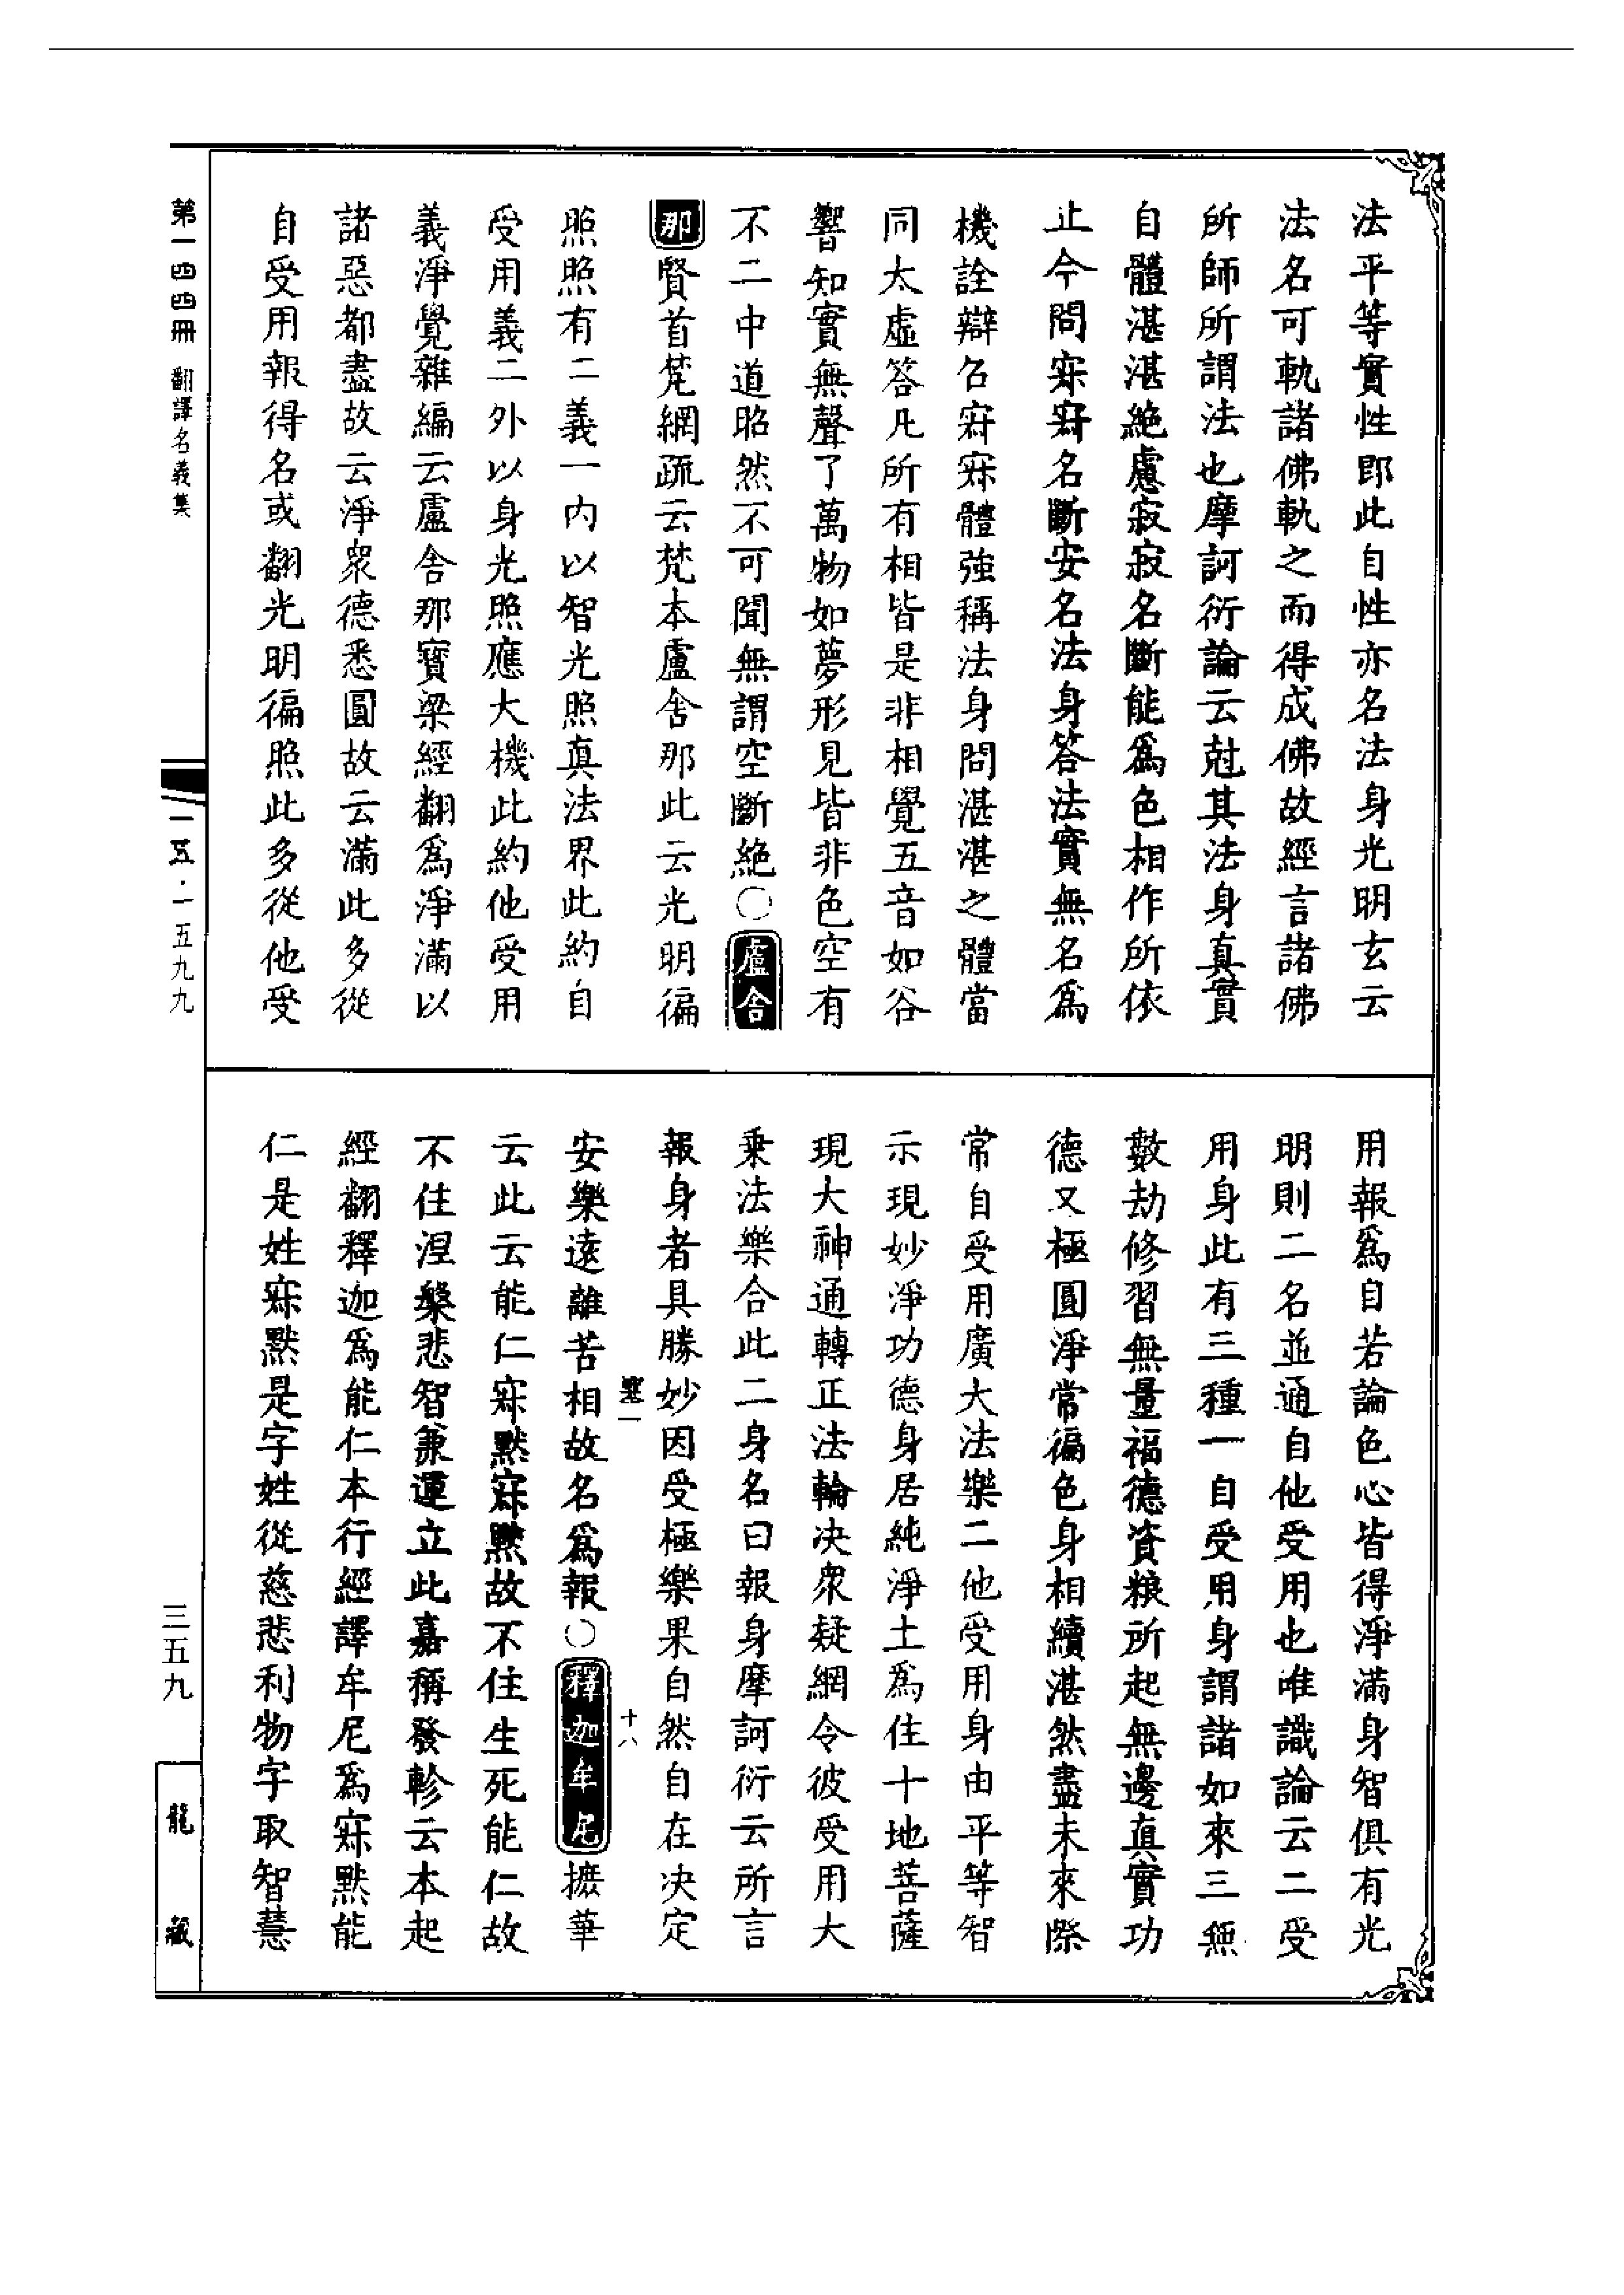 法平等實性即此自性亦名法身光明玄云
法名可軌諸佛軌之而得成佛故經言諸佛
所師所謂法也摩訶衍論云尅其法身真實
自體湛湛絶慮寂寂名斷能爲色相作所依
止今問寂寂名斷安名法身答法實無名爲
機詮辯召寂寂體強稱法身問湛湛之體當
同太虛答凡所有相皆是非相覺五音如谷
響知實無聲了萬物如夢形見皆非色空有
不二中道昭然不可聞無謂空斷絶〇盧舍
那賢首梵網疏云梵本盧舍那此云光明徧
照照有二義一內以智光照真法界此約自
受用義二外以身光照應大機此約他受用
義淨覺雜編云盧舍那寶梁經翻爲淨滿以
諸惡都盡故云淨衆德悉圓故云滿此多從
自受用報得名或翻光明徧照此多從他受
用報爲自若論色心皆得淨滿身智俱有光
明則二名並通自他受用也唯識論云二受
用身此有三種一自受用身謂諸如來三無
數劫修習無量福德資粮所起無邊真實功
德又極圓淨常徧色身相續湛然盡未來際
常自受用廣大法樂二他受用身由平等智
示現妙淨功德身居純淨土爲住十地菩薩
現大神通轉正法輪決衆疑網令彼受用大
乘法樂合此二身名曰報身摩訶衍云所言
報身者具勝妙因受極樂果自然自在決定
塞一 十八
安樂遠離苦相故名爲報〇釋迦牟尼摭華
云此云能仁寂默寂默故不住生死能仁故
不住涅槃悲智兼運立此嘉稱發軫云本起
經翻釋迦爲能仁本行經譯牟尼爲寂默能
仁是姓寂默是字姓從慈悲利物字取智慧
第一四四冊 翻譯名義集
一五·一五九九
三五九
龍藏